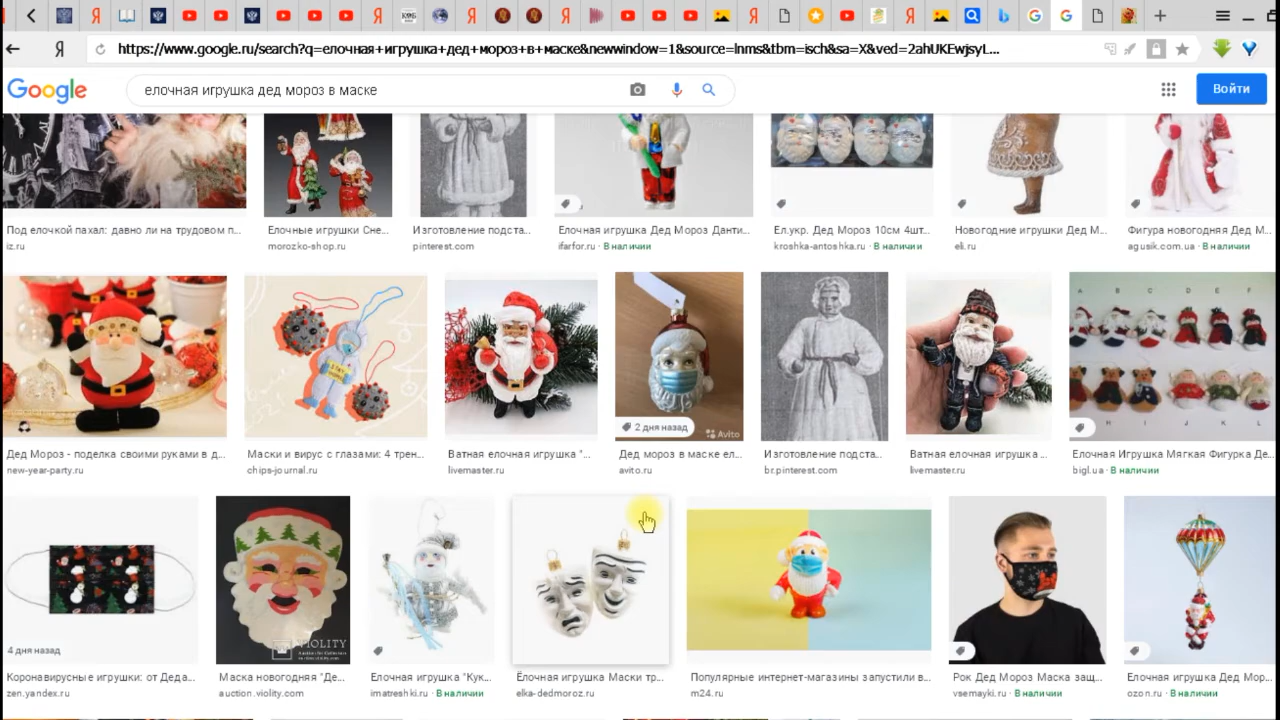 https://www.google.ru/search?q=елочная+игрушка+дед+мороз+в+маске&newwindow=1&source=lnms&tbm=isch&sa=X&ved=2ahUKEwjsyL...
Google
елочная игрушка дед мороз в маске
Войти
Под елочкой пахал: давно ли на трудовом п...
iz.ru
Елочные игрушки Сне...
morozko-shop.ru
Изготовление подста...
pinterest.com
Елочная игрушка Дед МорозДанти...
ifarfor.ru · В наличии
Ел.укр. Дед Мороз 10см 4шт...
kroshka-antoshka.ru · В наличии
Новогодние игрушки Дед М...
eli.ru
Фигура новогодняя Дед М...
agusik.com.ua · В наличии
A B C D E F
H I J K L
2 дня назад
Avito
Дед Мороз - поделка своими руками в д...
new-year-party.ru
Маски и вирус с глазами: 4 трен...
chips-journal.ru
Ватная елочная игрушка "...
livemaster.ru
Дед мороз в маске ел...
avito.ru
Изготовление подста...
br.pinterest.com
Ватная елочная игрушка ...
livemaster.ru
Елочная Игрушка Мягкая Фигурка Де...
bigl.ua · В наличии
4 дня назад
VIOLITY
Коронавирусные игрушки: от Деда...
zen.yandex.ru
Маска новогодняя "Де...
auction.violity.com
Елочная игрушка "Кук...
imatreshki.ru · В наличии
Ёлочная игрушка Маски тр...
elka-dedmoroz.ru
Популярные интернет-магазины запустили в...
m24.ru
Рок Дед Мороз Маска защ...
vsemayki.ru · В наличии
Елочная игрушка Дед Мор...
ozon.ru · В наличии